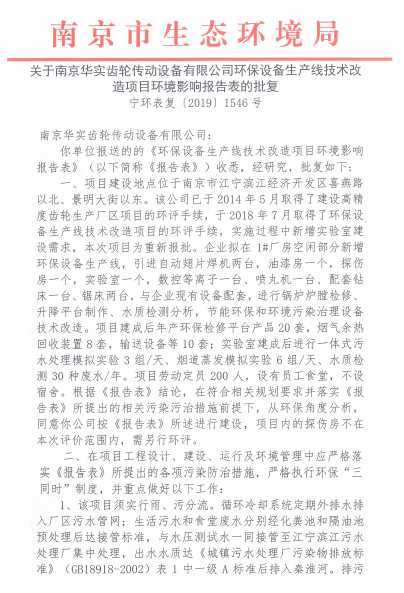 南京市生态环境局
关于南京华实齿轮传动设备有限公司环保设备生产线技术改
造项目环境影响报告表的批复
宁环表复〔2019〕1546号
南京华实齿轮传动设备有限公司:
你单位报送的的《环保设备生产线技术改造项目环境影响
报告表》（以下简称《报告表》）收悉，经研究，批复如下:
一、项目建设地点位于南京市江宁滨江经济开发区喜燕路
以北、景明大街以东。该公司已于2014年5月取得了建设高精
度齿轮生产厂区项目的环评手续，于2018年7月取得了环保设
备生产线技术改造项目的环评手续，实施过程中新增实验室建
设需求，本次项目为重新报批。企业拟在1#厂房空闲部分新增
环保设备生产线，引进自动翅片焊机两台，油漆房一个，探伤
房一个，实验室一个，数控等离子一台、喷丸机一台、配套钻
床一台、锯床两台，与企业现有设备配套，进行锅炉炉膛检修、
升降平台制作、水质检测分析，节能环保和环境污染治理设备
技术改造。项目建成后年产环保检修平台产品20套，烟气余热
回收装置8套，输送设备等10套；实验室建成后进行一体式污
水处理模拟实验3组/天、烟道蒸发模拟实验6组/天、水质检
测30种废水/年。项目劳动定员200人，设有员工食堂，不设
宿舍。根据《报告表》结论，在符合相关规划要求并落实《报
告表》所提出的相关污染污治措施前提下，从环保角度分析，
同意你公司按《报告表》所述进行建设，项目内的探伤房不在
本次评价范围内，需另行环评。
二、在项目工程设计、建设、运行及环境管理中应严格落
实《报告表》所提出的各项污染防治措施，严格执行环保“三
同时”制度，并重点做好以下工作:
1、该项目须实行雨、污分流。循环冷却系统定期外排水排
入厂区污水管网；生活污水和食堂废水分别经化粪池和隔油池
预处理后达接管标准，与水压测试水一同接管至江宁滨江污水
处理厂集中处理，出水水质达《城镇污水处理厂污染物排放标
准》（GB18918-2002）表1中一级A标准后排入秦淮河。排污